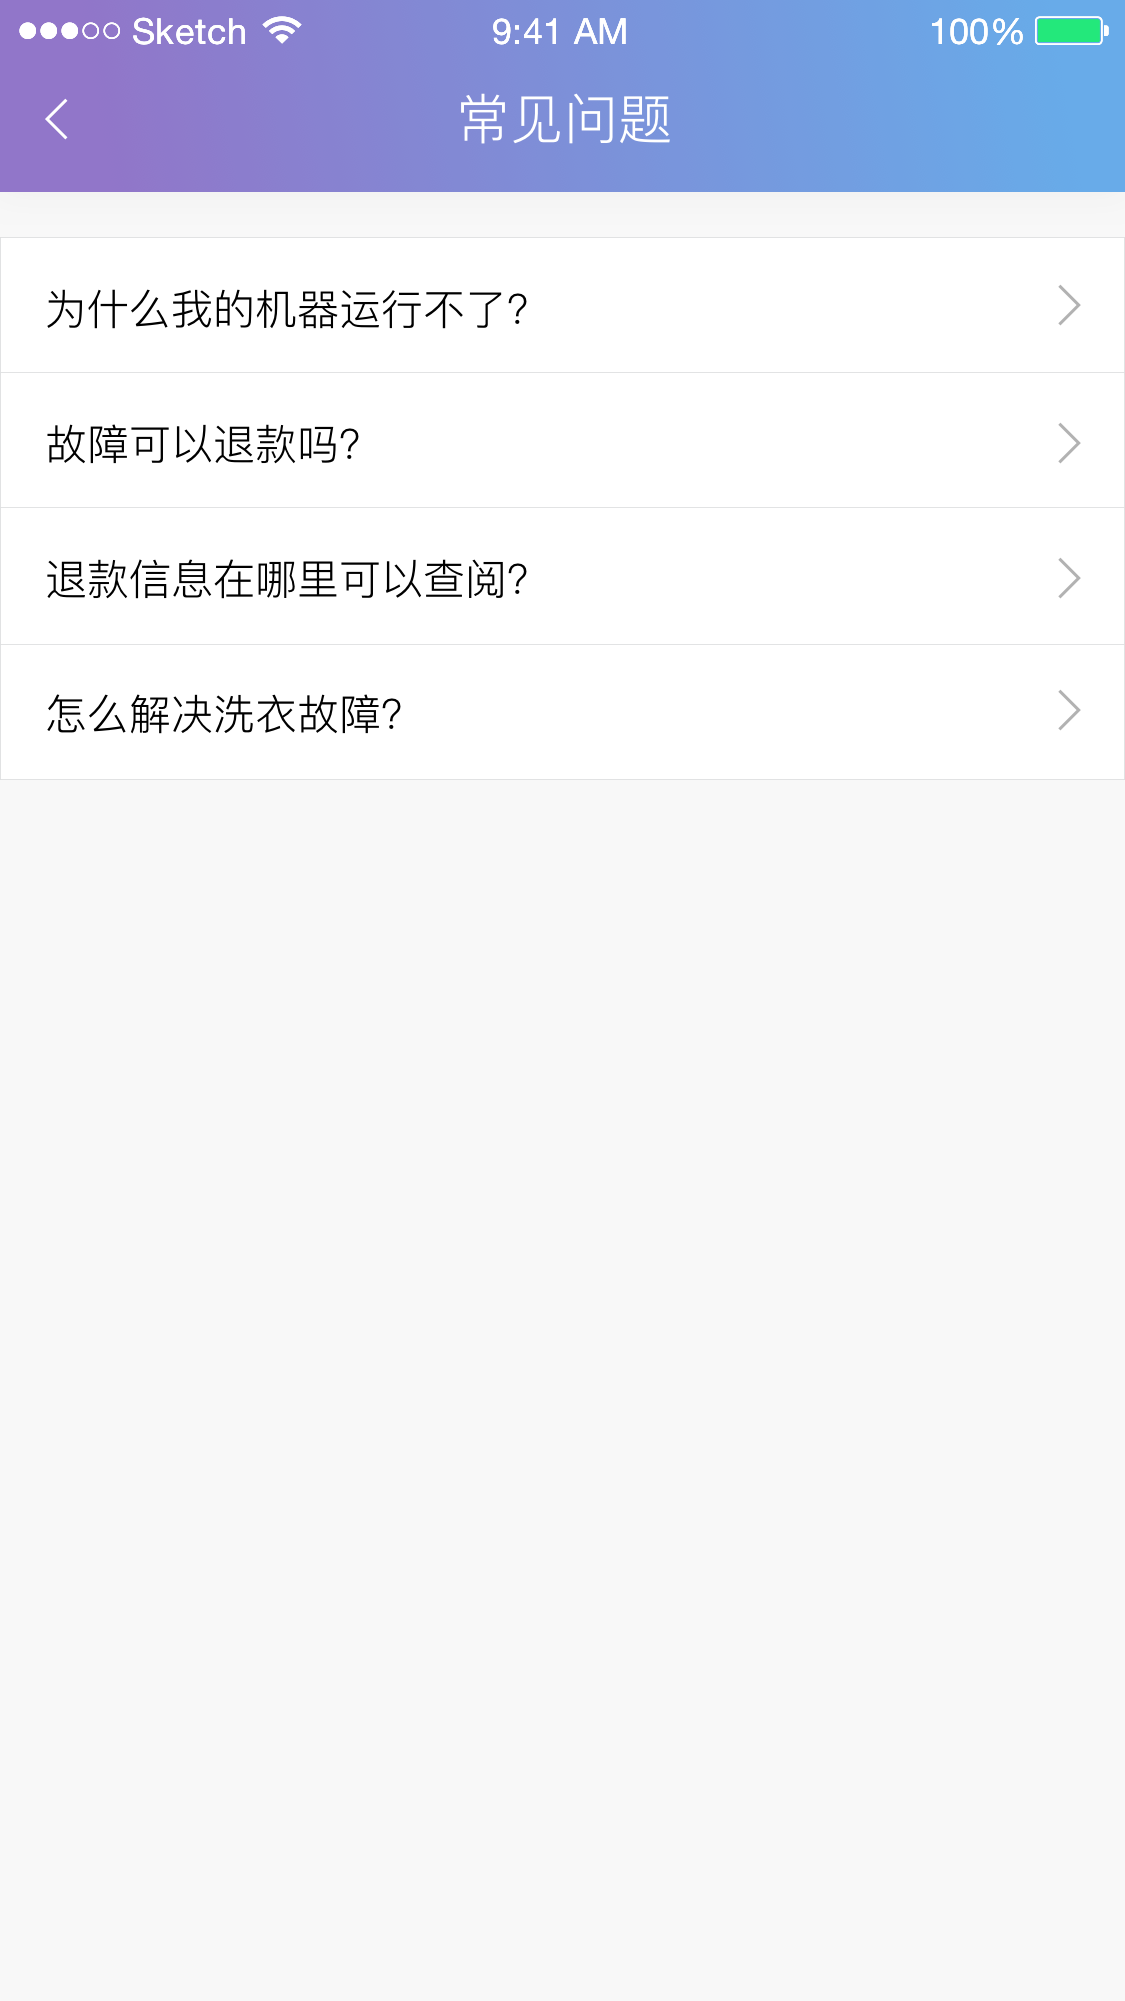 Sketch 9:41 AM 100%
常见问题
为什么我的机器运行不了?
故障可以退款吗?
退款信息在哪里可以查阅?
怎么解决洗衣故障?